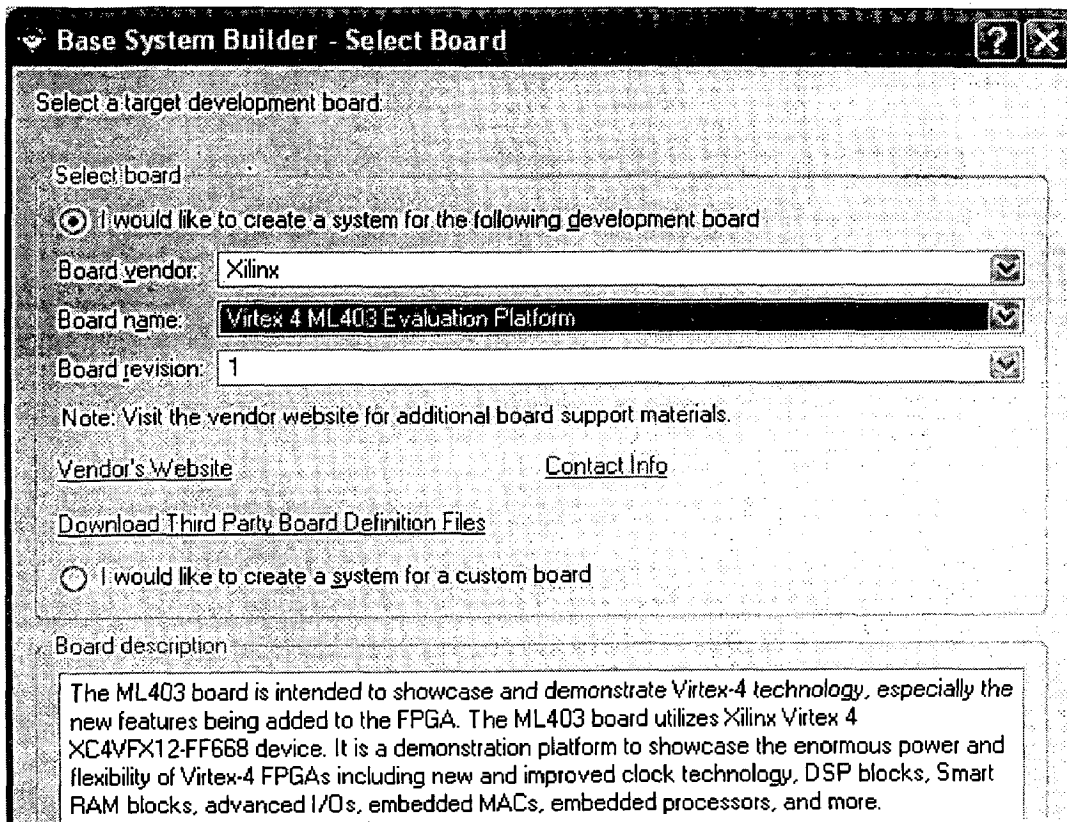 Base System Builder - Select Board
Select a target development board:
Select board
I would like to create a system for the following development board
Board vendor: Xilinx
Board name: Virtex 4 ML403 Evaluation Platform
Board revision: 1
Note: Visit the vendor website for additional board support materials.
Vendor's Website Contact Info
Download Third Party Board Definition Files
I would like to create a system for a custom board
Board description
The ML403 board is intended to showcase and demonstrate Virtex-4 technology, especially the
new features being added to the FPGA. The ML403 board utilizes Xilinx Virtex 4
XC4VFX12-FF668 device. It is a demonstration platform to showcase the enormous power and
flexibility of Virtex-4 FPGAs including new and improved clock technology, DSP blocks, Smart
RAM blocks, advanced I/Os, embedded MACs, embedded processors, and more.